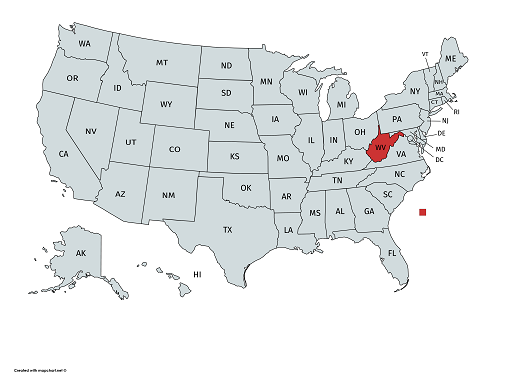 WA
MT
ND
MN
VT
ME
OR
ID
SD
WI
MI
NY
NH
MA
CT
RI
WY
NE
IA
PA
NJ
NV
UT
CO
KS
MO
IL
IN
OH
WV
DE
MD
DC
VA
KY
CA
AZ
NM
OK
AR
TN
NC
SC
TX
LA
MS
AL
GA
FL
AK
HI
Created with mapchart.net ©